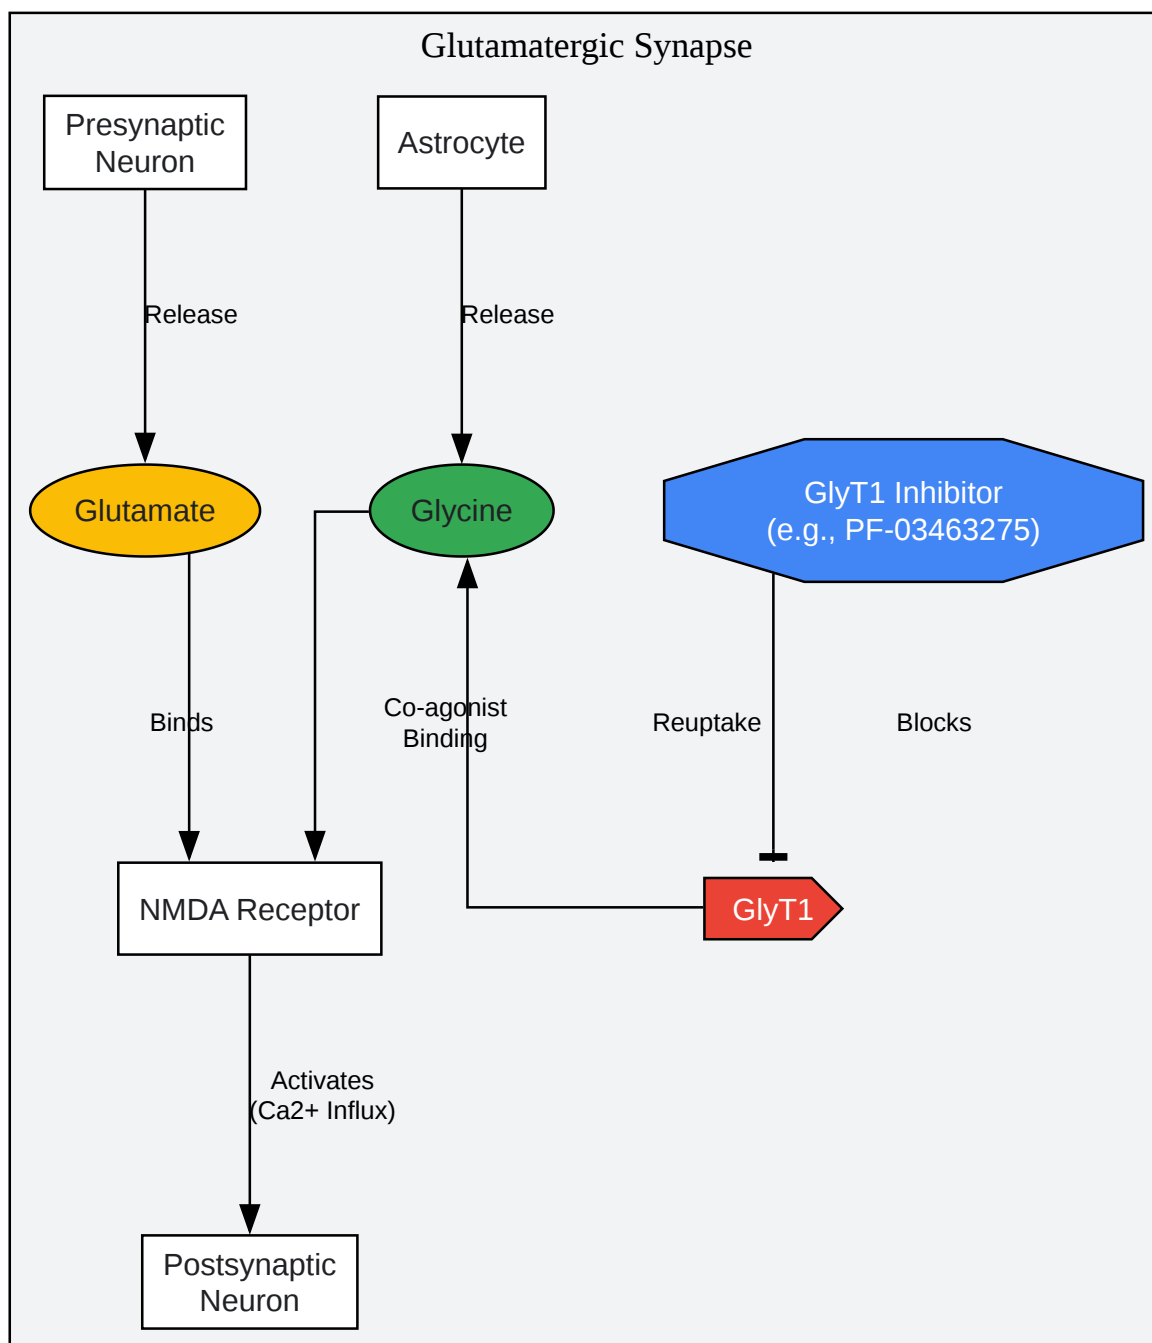 Glutamatergic Synapse
Presynaptic
Neuron
Astrocyte
Release
Release
Glutamate
Glycine
GlyT1 Inhibitor
(e.g., PF-03463275)
Binds
Co-agonist
Binding
Reuptake
Blocks
NMDA Receptor
GlyT1
Activates
(Ca2+ Influx)
Postsynaptic
Neuron